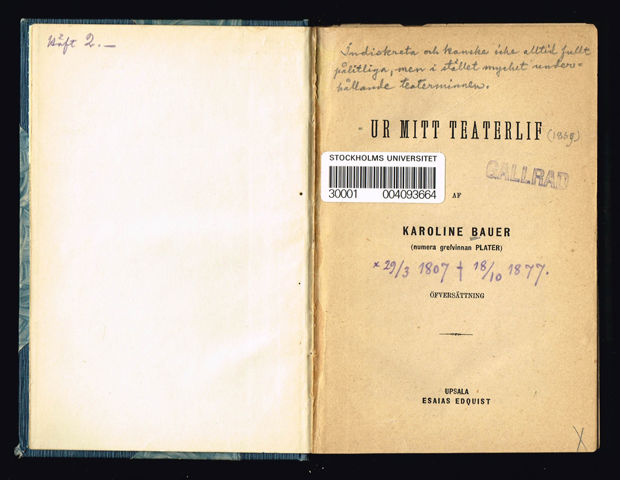 Häft 2.—
Indiskreta och kanske icke alltid fullt
pålitliga, men i stället mycket under-
hållande teaterminnen.
UR MITT TEATERLIF (1869)
STOCKHOLMS UNIVERSITET
30001 004093664
GALLRAD
AF
KAROLINE BAUER
(numera grefvinnan PLATER)
* 29/3 1807 † 18/10 1877.
ÖFVERSÄTTNING
UPSALA
ESAIAS EDQUIST
X